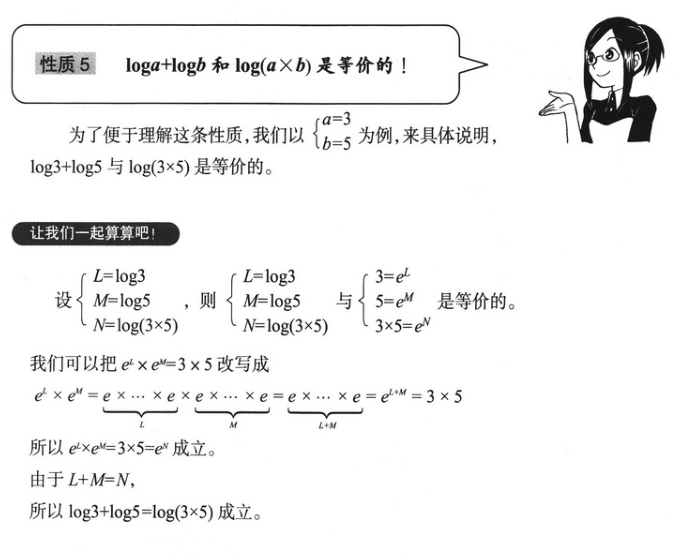 性质5 loga+logb 和 log(a×b) 是等价的！
为了便于理解这条性质,我们以 { a=3 b=5 为例,来具体说明,
log3+log5 与 log(3×5) 是等价的。
让我们一起算算吧!
设 { L=log3 M=log5 N=log(3×5) , 则 { L=log3 M=log5 N=log(3×5) 与 { 3=e^L 5=e^M 3×5=e^N 是等价的。
我们可以把 e^L×e^M=3×5 改写成
e^L × e^M = e × ⋯ × e × e × ⋯ × e = e × ⋯ × e = e^{L+M} = 3 × 5
L M L+M
所以 e^L×e^M=3×5=e^N 成立。
由于 L+M=N,
所以 log3+log5=log(3×5) 成立。